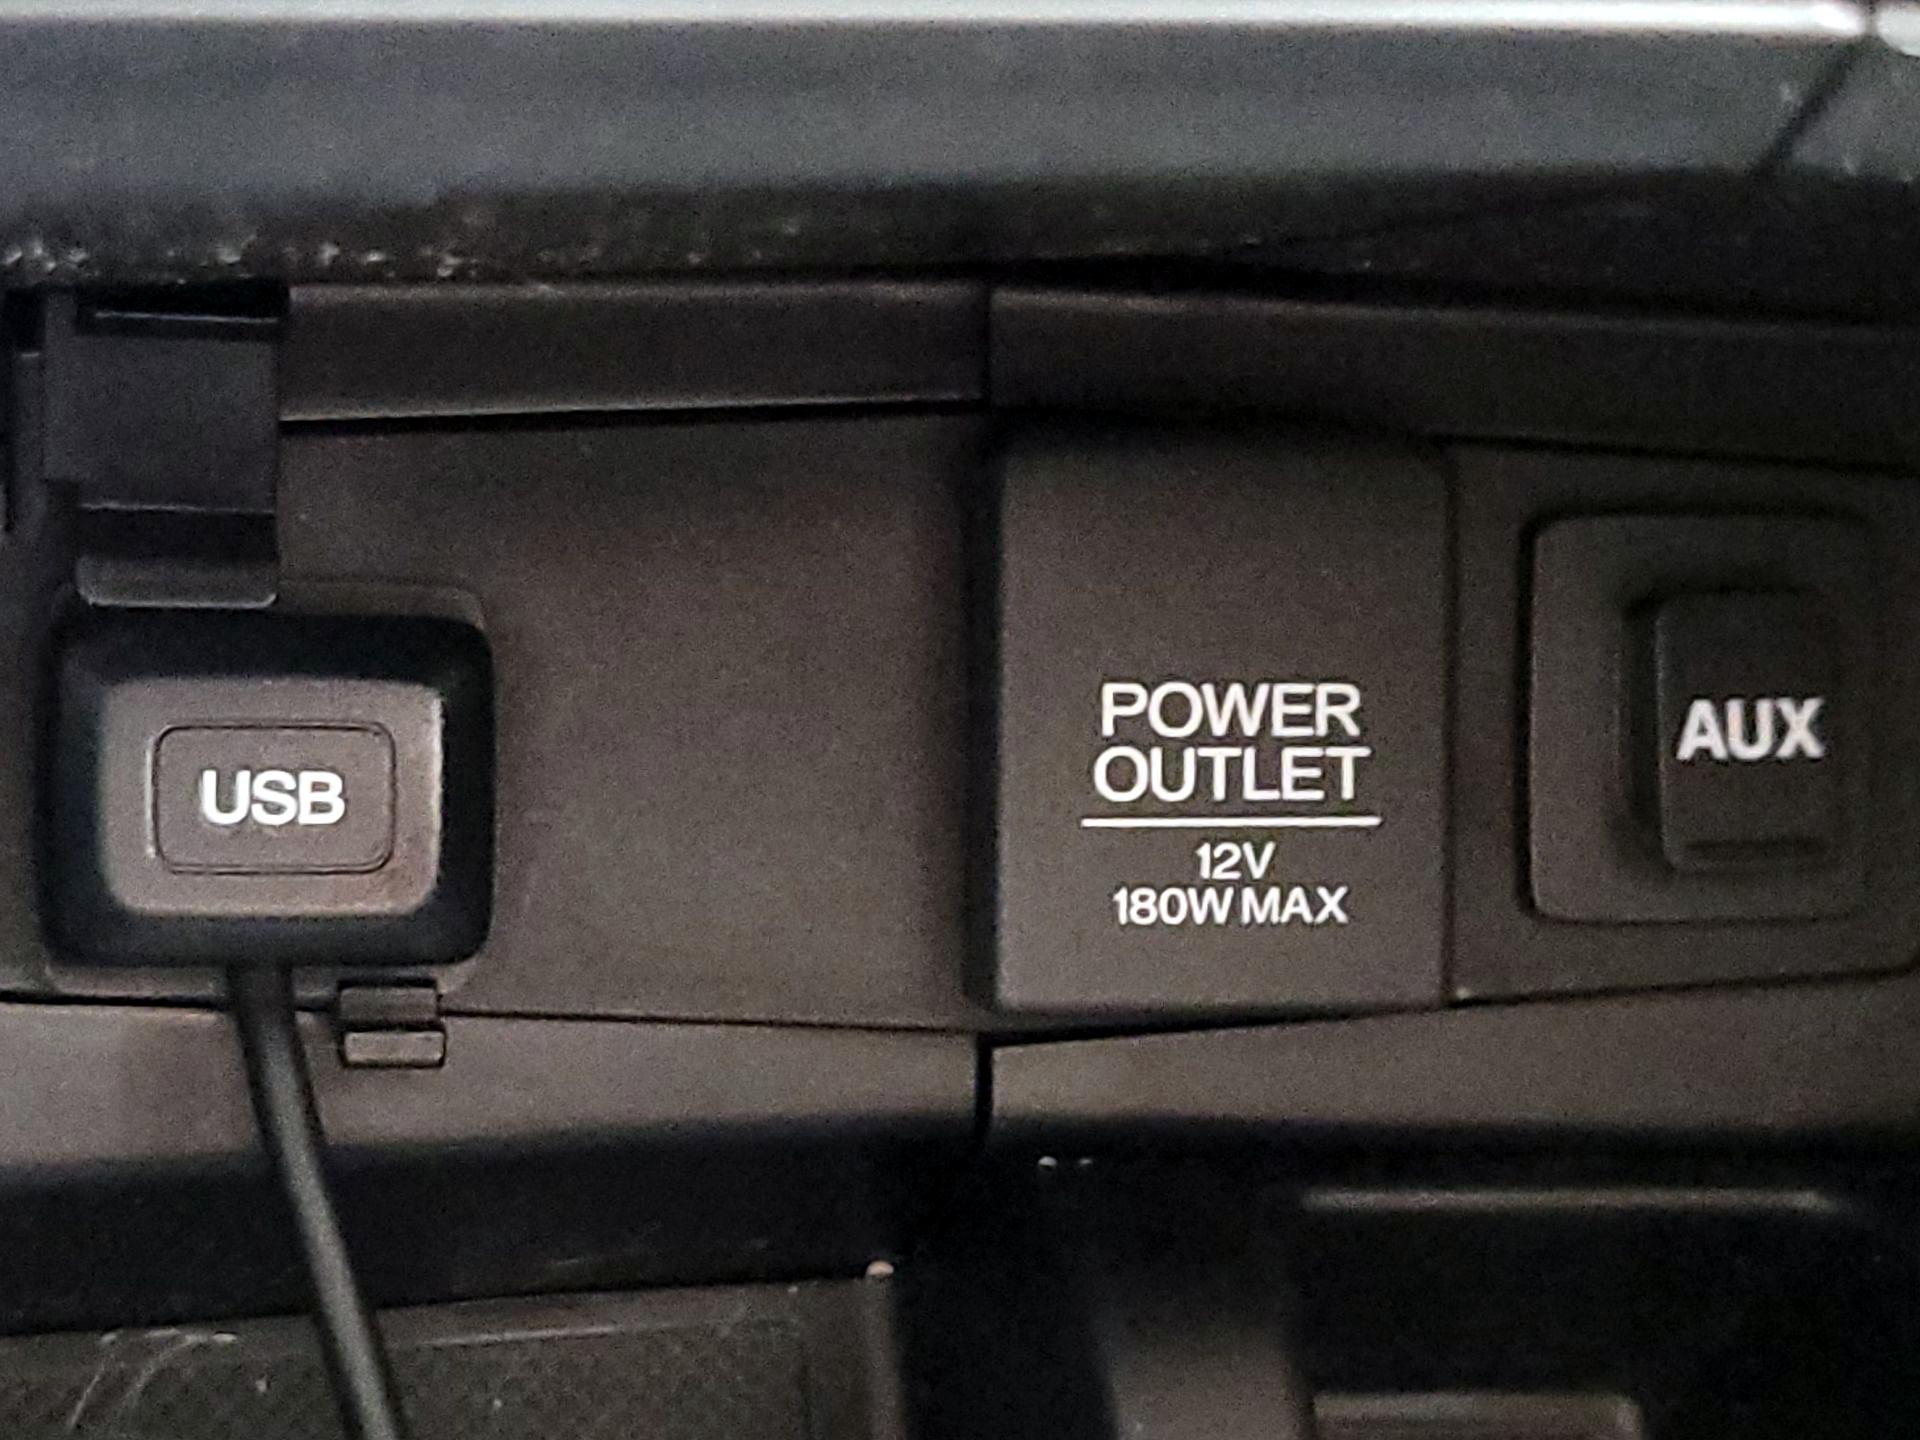 USB
POWER
OUTLET
12V
180W MAX
AUX